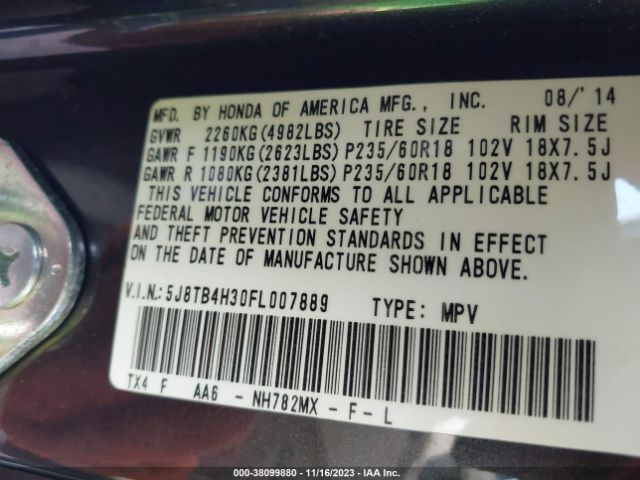 MFD. BY HONDA OF AMERICA MFG., INC. 08/'14
GVWR 2260KG(4982LBS) TIRE SIZE RIM SIZE
GAWR F 1190KG(2623LBS) P235/60R18 102V 18X7.5J
GAWR R 1080KG(2381LBS) P235/60R18 102V 18X7.5J
THIS VEHICLE CONFORMS TO ALL APPLICABLE
FEDERAL MOTOR VEHICLE SAFETY
AND THEFT PREVENTION STANDARDS IN EFFECT
ON THE DATE OF MANUFACTURE SHOWN ABOVE.
V.I.N.: 5J8TB4H30FL007889 TYPE: MPV
TX4 F AA6 - NH782MX - F - L
000-38099880 - 11/16/2023 - IAA Inc.